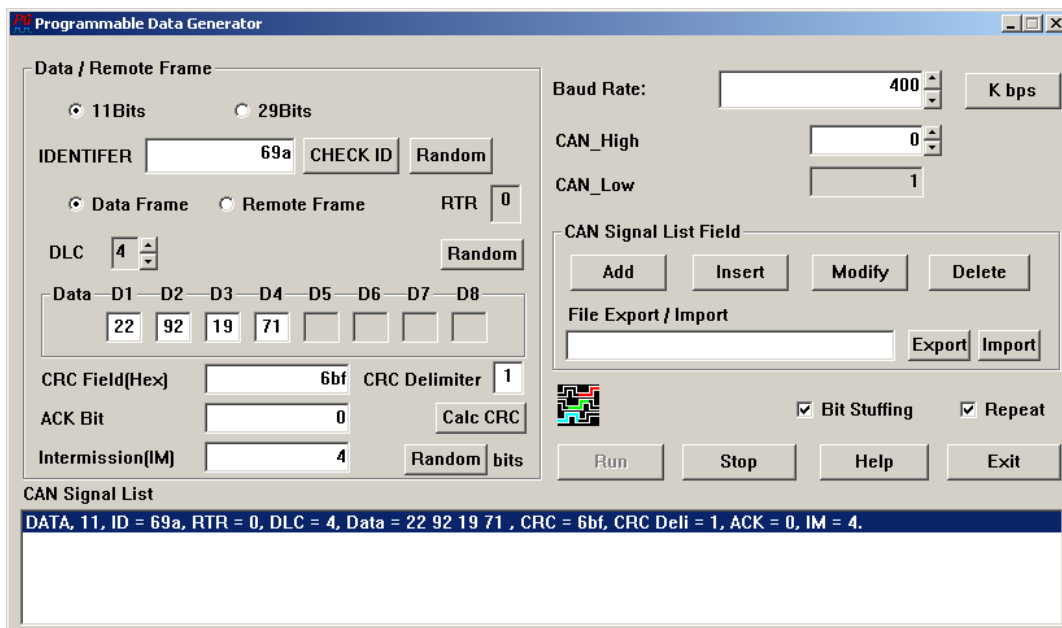 PG Programmable Data Generator
Data / Remote Frame
11Bits 29Bits
IDENTIFER 69a CHECK ID Random
Data Frame Remote Frame RTR 0
DLC 4 Random
Data D1 D2 D3 D4 D5 D6 D7 D8
22 92 19 71
CRC Field(Hex) 6bf CRC Delimiter 1
ACK Bit 0 Calc CRC
Intermission(IM) 4 Random bits
Baud Rate: 400 K bps
CAN_High 0
CAN_Low 1
CAN Signal List Field
Add Insert Modify Delete
File Export / Import
Export Import
Bit Stuffing Repeat
Run Stop Help Exit
CAN Signal List
DATA, 11, ID = 69a, RTR = 0, DLC = 4, Data = 22 92 19 71 , CRC = 6bf, CRC Deli = 1, ACK = 0, IM = 4.